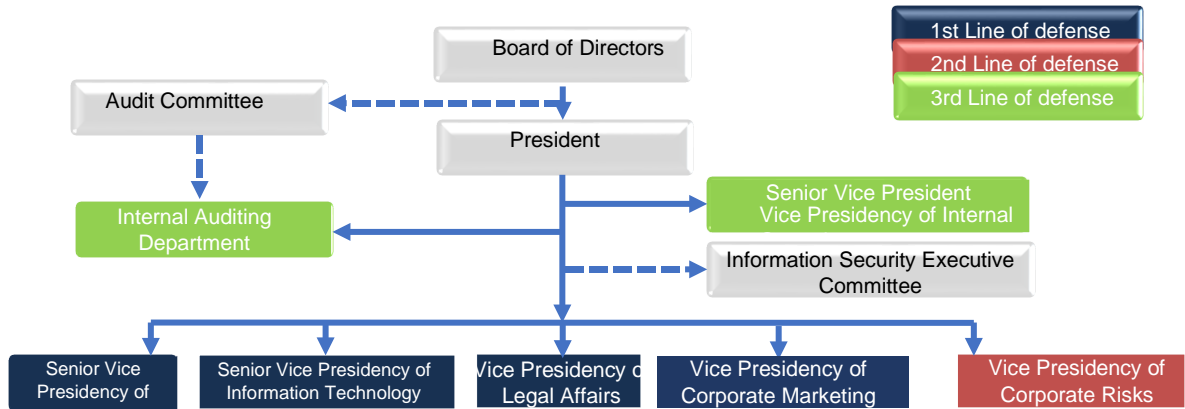 Board of Directors
1st Line of defense
2nd Line of defense
3rd Line of defense
Audit Committee
President
Senior Vice President
Vice Presidency of Internal
Internal Auditing
Department
Information Security Executive
Committee
Senior Vice
Presidency of
Senior Vice Presidency of
Information Technology
Vice Presidency o
Legal Affairs
Vice Presidency of
Corporate Marketing
Vice Presidency of
Corporate Risks